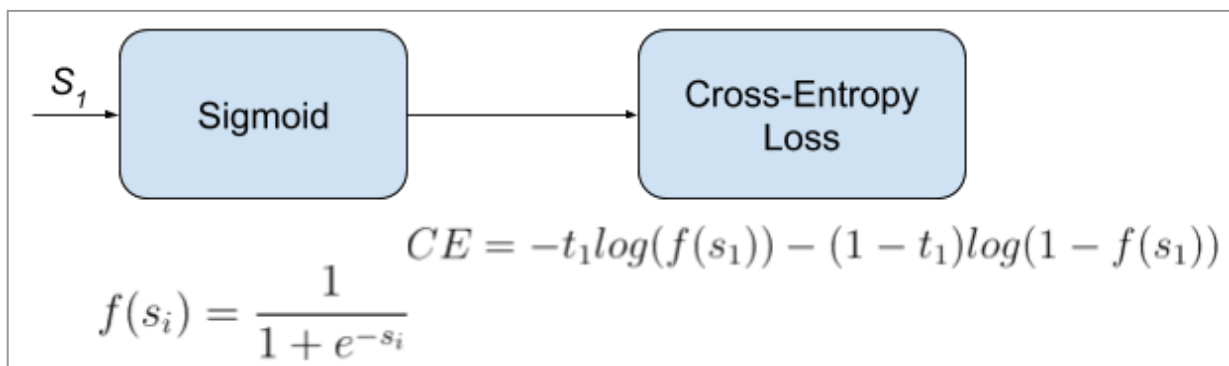 S₁
Sigmoid
Cross-Entropy
Loss
CE = −t₁log(f(s₁)) − (1 − t₁)log(1 − f(s₁))
f(sᵢ) = 1 / (1 + e^{−sᵢ})